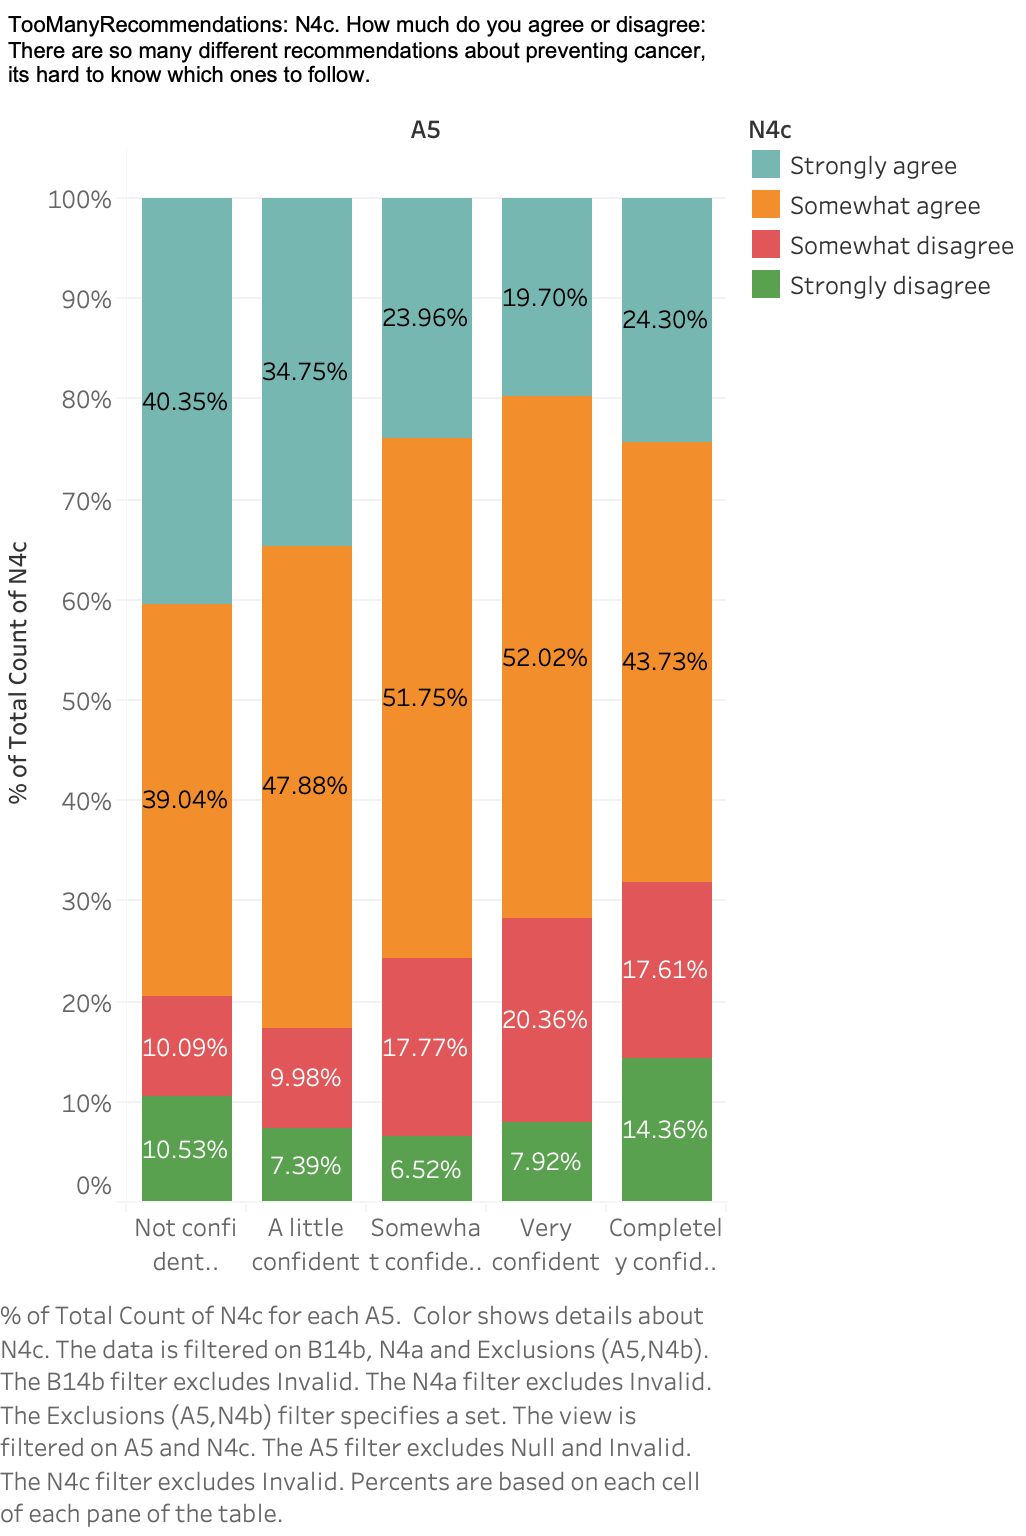 TooManyRecommendations: N4c. How much do you agree or disagree:
There are so many different recommendations about preventing cancer,
its hard to know which ones to follow.
A5
N4c
Strongly agree
Somewhat agree
Somewhat disagree
Strongly disagree
% of Total Count of N4c
100%
90%
80%
70%
60%
50%
40%
30%
20%
10%
0%
40.35%
39.04%
10.09%
10.53%
34.75%
47.88%
9.98%
7.39%
23.96%
51.75%
17.77%
6.52%
19.70%
52.02%
20.36%
7.92%
24.30%
43.73%
17.61%
14.36%
Not confi
dent..
A little
confident
Somewha
t confide..
Very
confident
Completel
y confid..
% of Total Count of N4c for each A5.  Color shows details about
N4c. The data is filtered on B14b, N4a and Exclusions (A5,N4b).
The B14b filter excludes Invalid. The N4a filter excludes Invalid.
The Exclusions (A5,N4b) filter specifies a set. The view is
filtered on A5 and N4c. The A5 filter excludes Null and Invalid.
The N4c filter excludes Invalid. Percents are based on each cell
of each pane of the table.